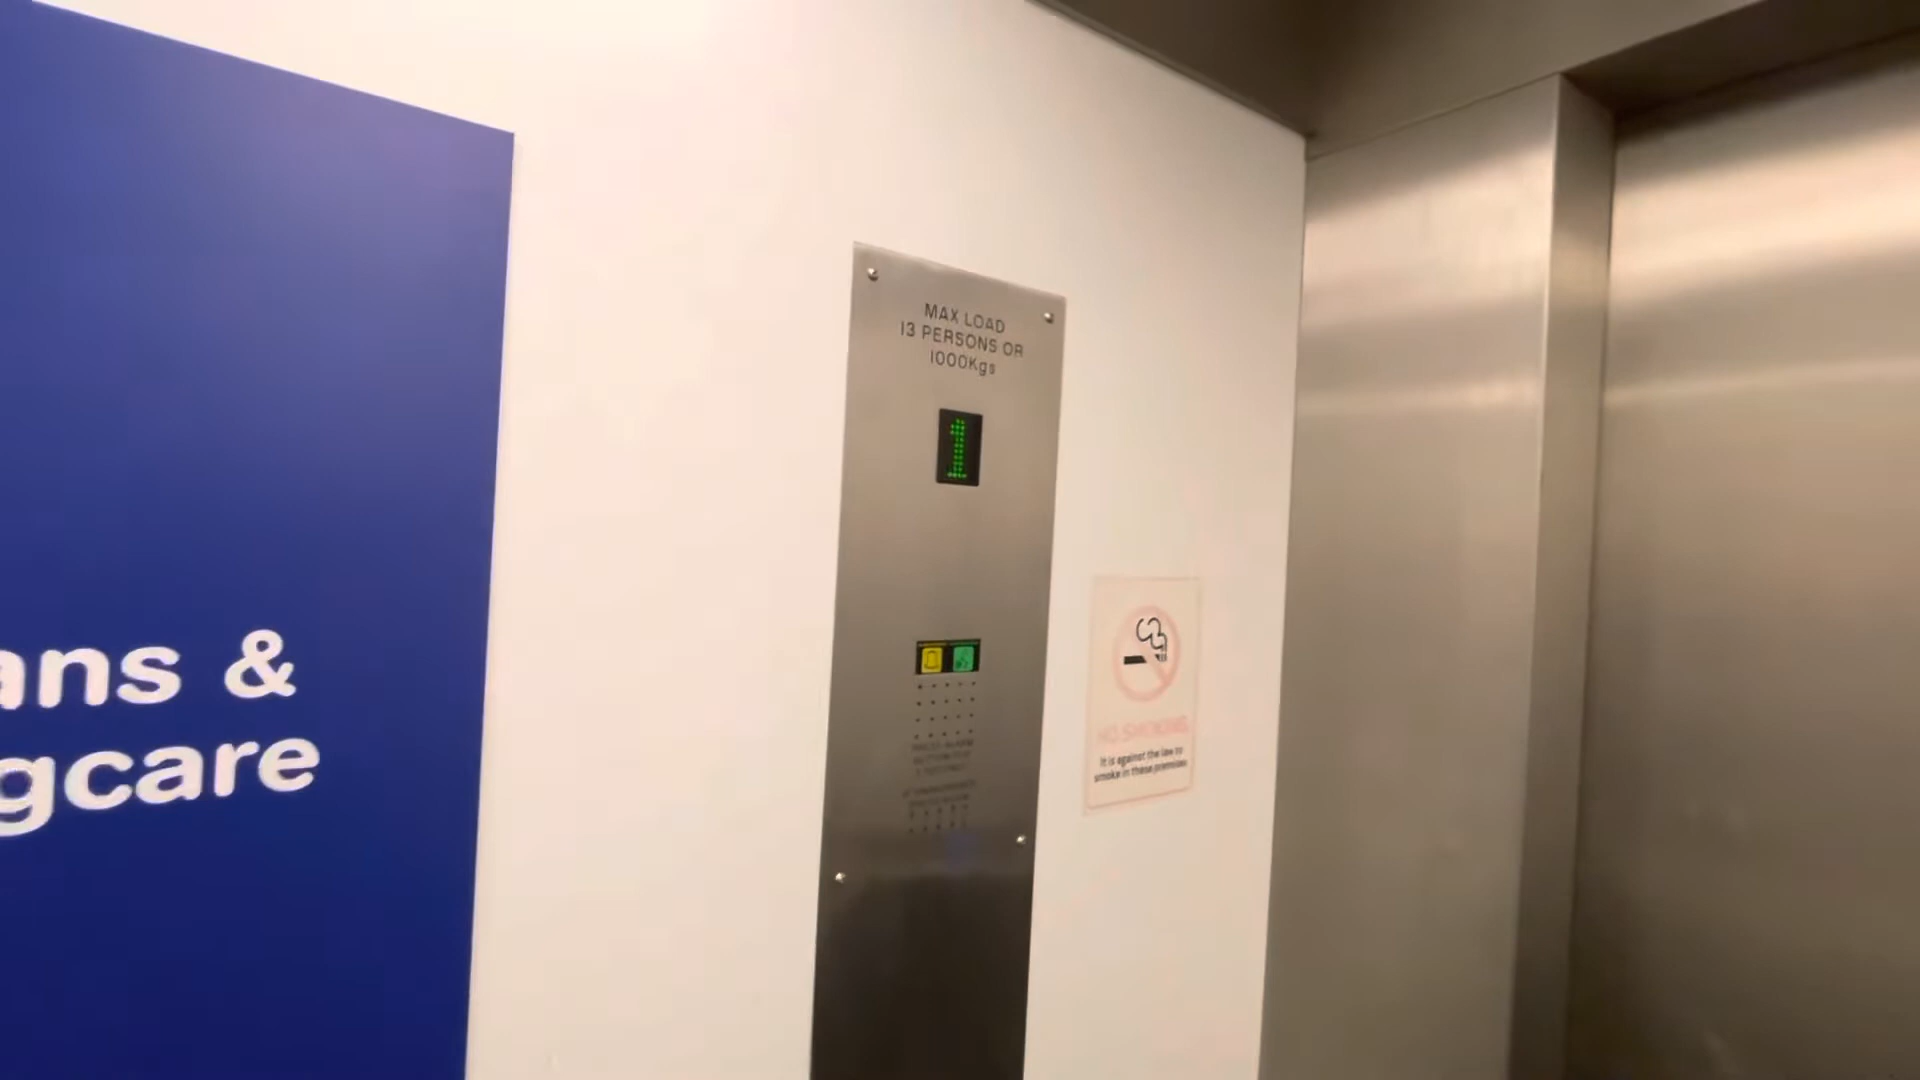 ans &
gcare
MAX LOAD
13 PERSONS OR
1000Kgs
1
NO SMOKING
It is against the law to
smoke in these premises